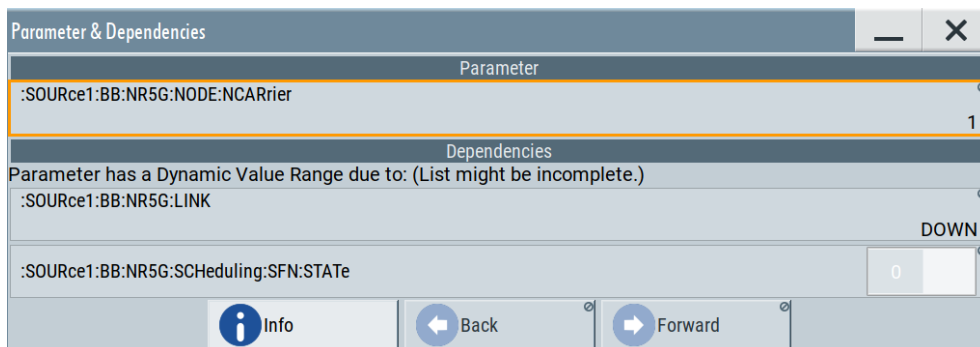 Parameter & Dependencies
Parameter
:SOURce1:BB:NR5G:NODE:NCARrier
1
Dependencies
Parameter has a Dynamic Value Range due to: (List might be incomplete.)
:SOURce1:BB:NR5G:LINK
DOWN
:SOURce1:BB:NR5G:SCHeduling:SFN:STATe
0
Info Back Forward